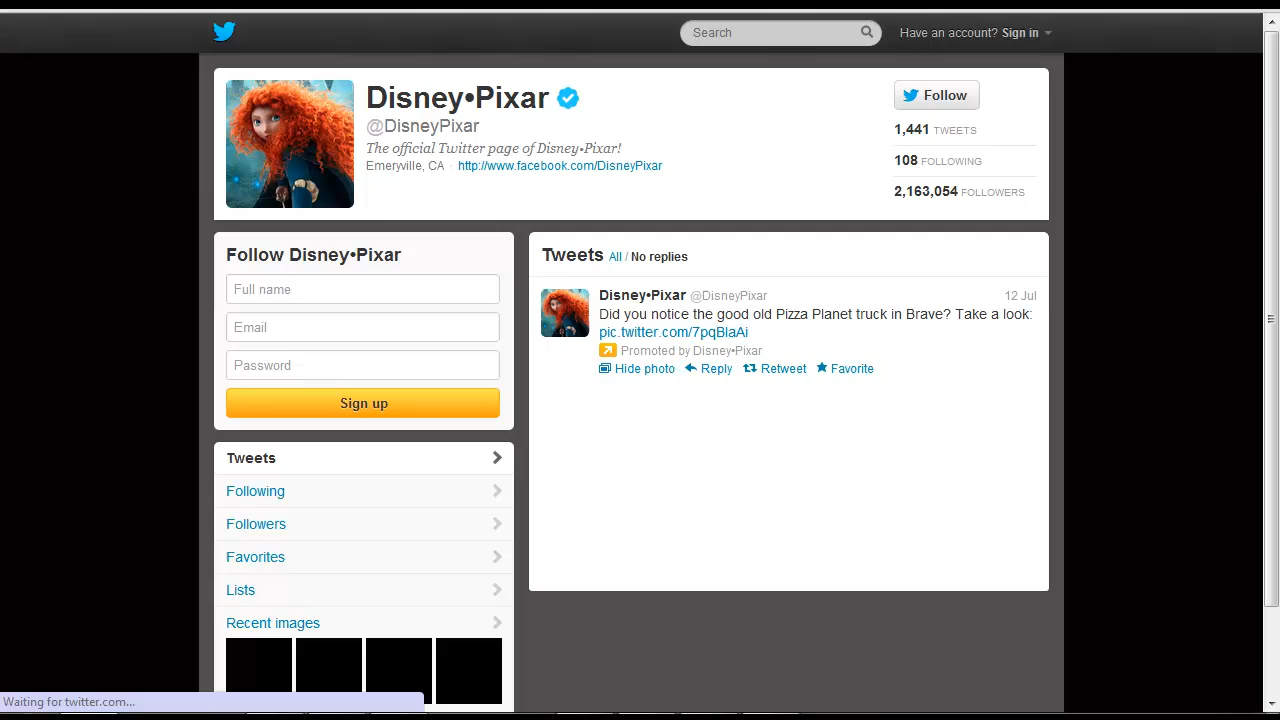 Search
Have an account? Sign in
Disney•Pixar
@DisneyPixar
The official Twitter page of Disney•Pixar!
Emeryville, CA · http://www.facebook.com/DisneyPixar
Follow
1,441 TWEETS
108 FOLLOWING
2,163,054 FOLLOWERS
Follow Disney•Pixar
Full name
Email
Password
Sign up
Tweets
Following
Followers
Favorites
Lists
Recent images
Tweets All / No replies
Disney•Pixar @DisneyPixar 12 Jul
Did you notice the good old Pizza Planet truck in Brave? Take a look:
pic.twitter.com/7pqBlaAi
Promoted by Disney•Pixar
Hide photo Reply Retweet Favorite
Waiting for twitter.com...